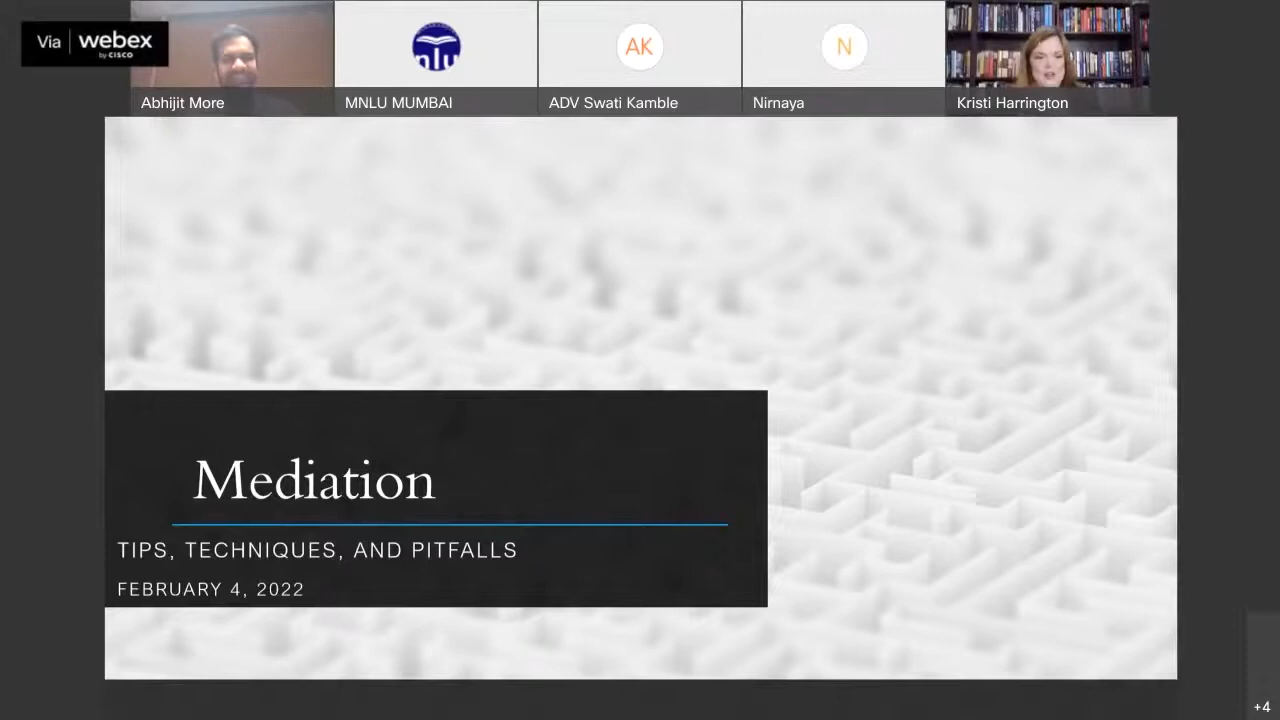 Via webex
by CISCO
nlu
AK
N
Abhijit More
MNLU MUMBAI
ADV Swati Kamble
Nirnaya
Kristi Harrington
Mediation
TIPS, TECHNIQUES, AND PITFALLS
FEBRUARY 4, 2022
+4